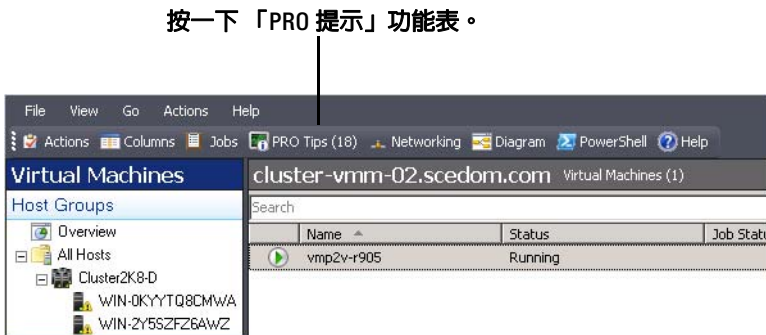 按一下「PRO 提示」功能表。
File View Go Actions Help
Actions Columns Jobs PRO Tips (18) Networking Diagram PowerShell Help
Virtual Machines
cluster-vmm-02.scedom.com Virtual Machines (1)
Host Groups
Search
Overview
Name Status Job Statu
All Hosts
vmp2v-r905 Running
Cluster2K8-D
WIN-0KYYTQ8CMWA
WIN-2Y5SZFZ6AWZ